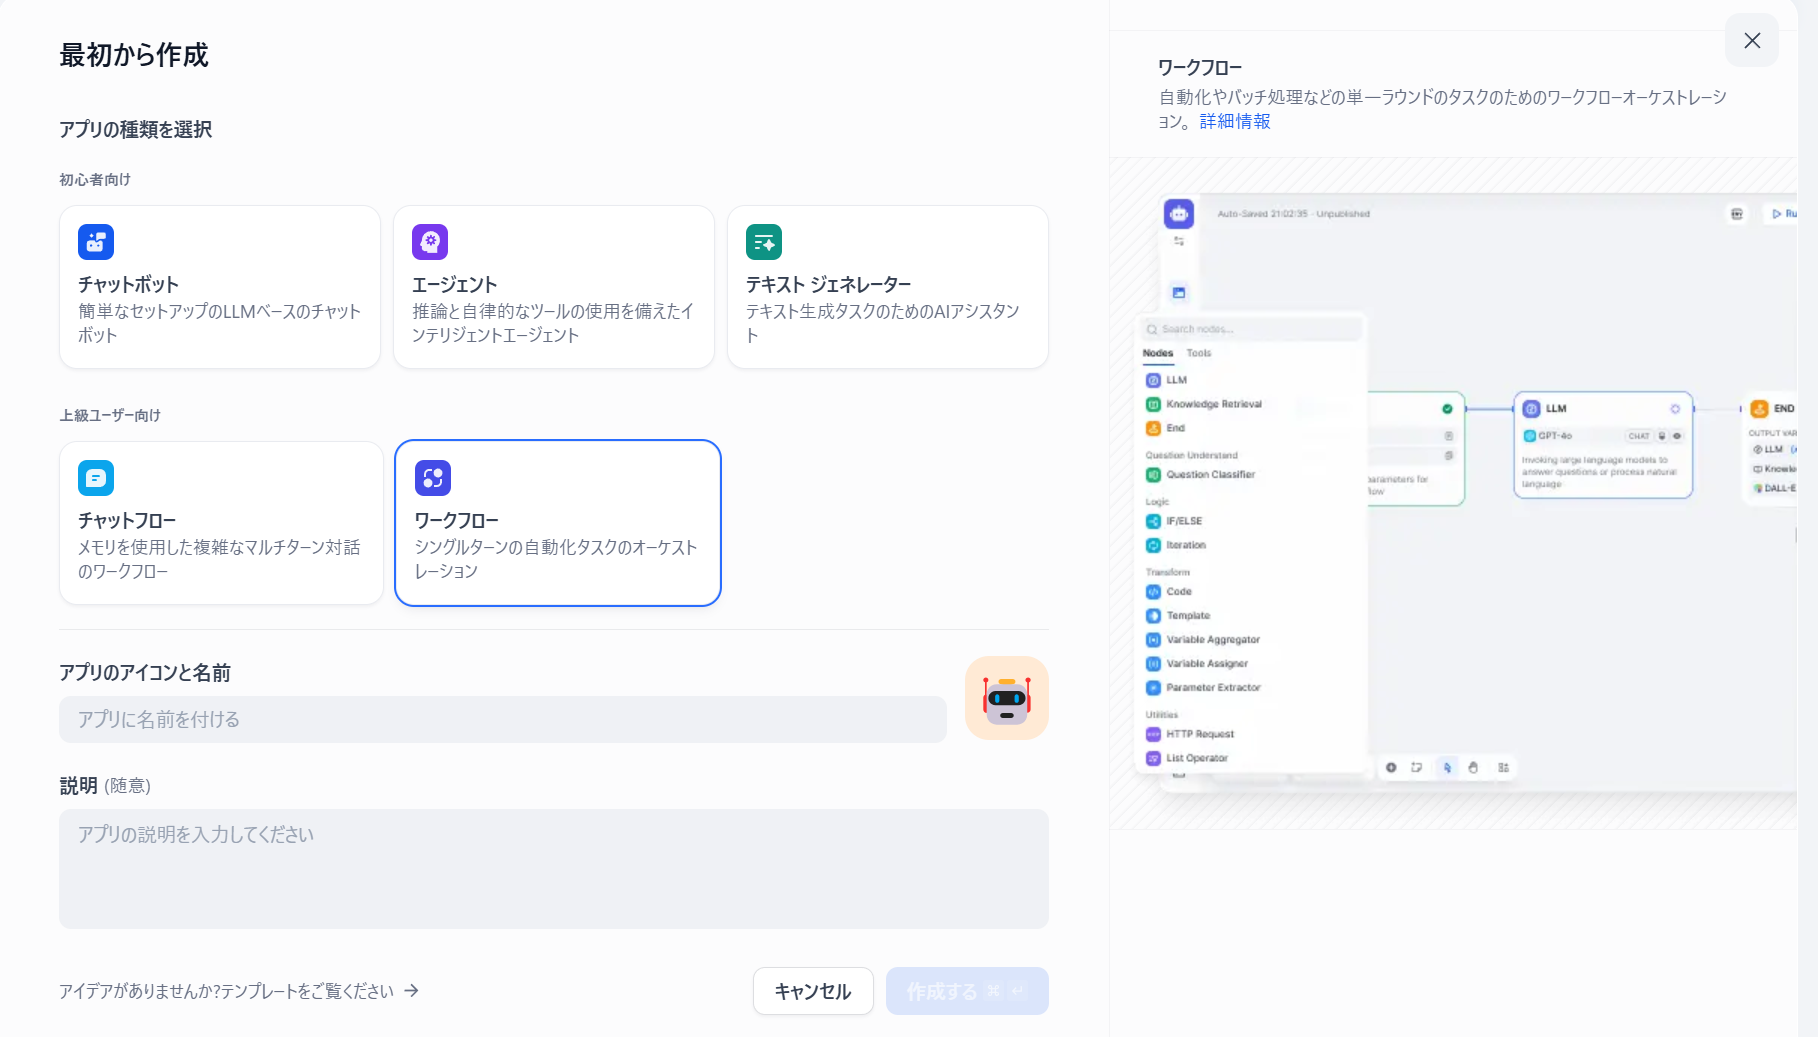 最初から作成
アプリの種類を選択
初心者向け
チャットボット
簡単なセットアップのLLMベースのチャット
ボット
エージェント
推論と自律的なツールの使用を備えたイ
ンテリジェントエージェント
テキスト ジェネレーター
テキスト生成タスクのためのAIアシスタン
ト
上級ユーザー向け
チャットフロー
メモリを使用した複雑なマルチターン対話
のワークフロー
ワークフロー
シングルターンの自動化タスクのオーケスト
レーション
アプリのアイコンと名前
アプリに名前を付ける
説明 (随意)
アプリの説明を入力してください
アイデアがありませんか?テンプレートをご覧ください →
キャンセル
作成する ⌘ ↵
ワークフロー
自動化やバッチ処理などの単一ラウンドのタスクのためのワークフローオーケストレーシ
ョン。詳細情報
Auto-Saved 21:02:35 · Unpublished
Ru
Search nodes...
Nodes Tools
LLM
Knowledge Retrieval
End
Question Understand
Question Classifier
Logic
IF/ELSE
Iteration
Transform
Code
Template
Variable Aggregator
Variable Assigner
Parameter Extractor
Utilities
HTTP Request
List Operator
parameters for
flow
LLM
GPT-4o CHAT
Invoking large language models to
answer questions or process natural
language
END
OUTPUT VAR
LLM
Knowle
DALL-E